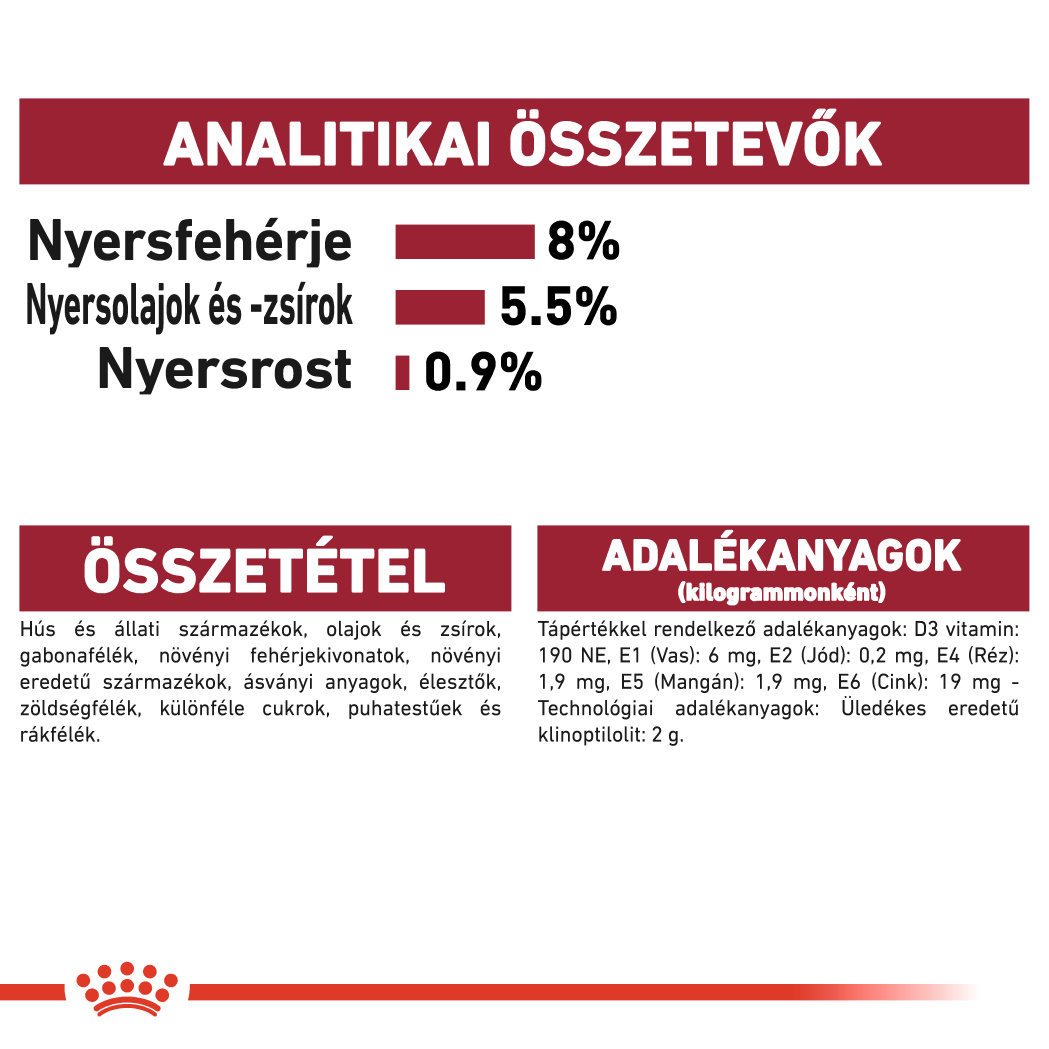 ANALITIKAI ÖSSZETEVŐK
Nyersfehérje 8%
Nyersolajok és -zsírok 5.5%
Nyersrost 0.9%
ÖSSZETÉTEL
Hús és állati származékok, olajok és zsírok,
gabonafélék, növényi fehérjekivonatok, növényi
eredetű származékok, ásványi anyagok, élesztők,
zöldségfélék, különféle cukrok, puhatestűek és
rákfélék.
ADALÉKANYAGOK
(kilogrammonként)
Tápértékkel rendelkező adalékanyagok: D3 vitamin:
190 NE, E1 (Vas): 6 mg, E2 (Jód): 0,2 mg, E4 (Réz):
1,9 mg, E5 (Mangán): 1,9 mg, E6 (Cink): 19 mg -
Technológiai adalékanyagok: Üledékes eredetű
klinoptilolit: 2 g.